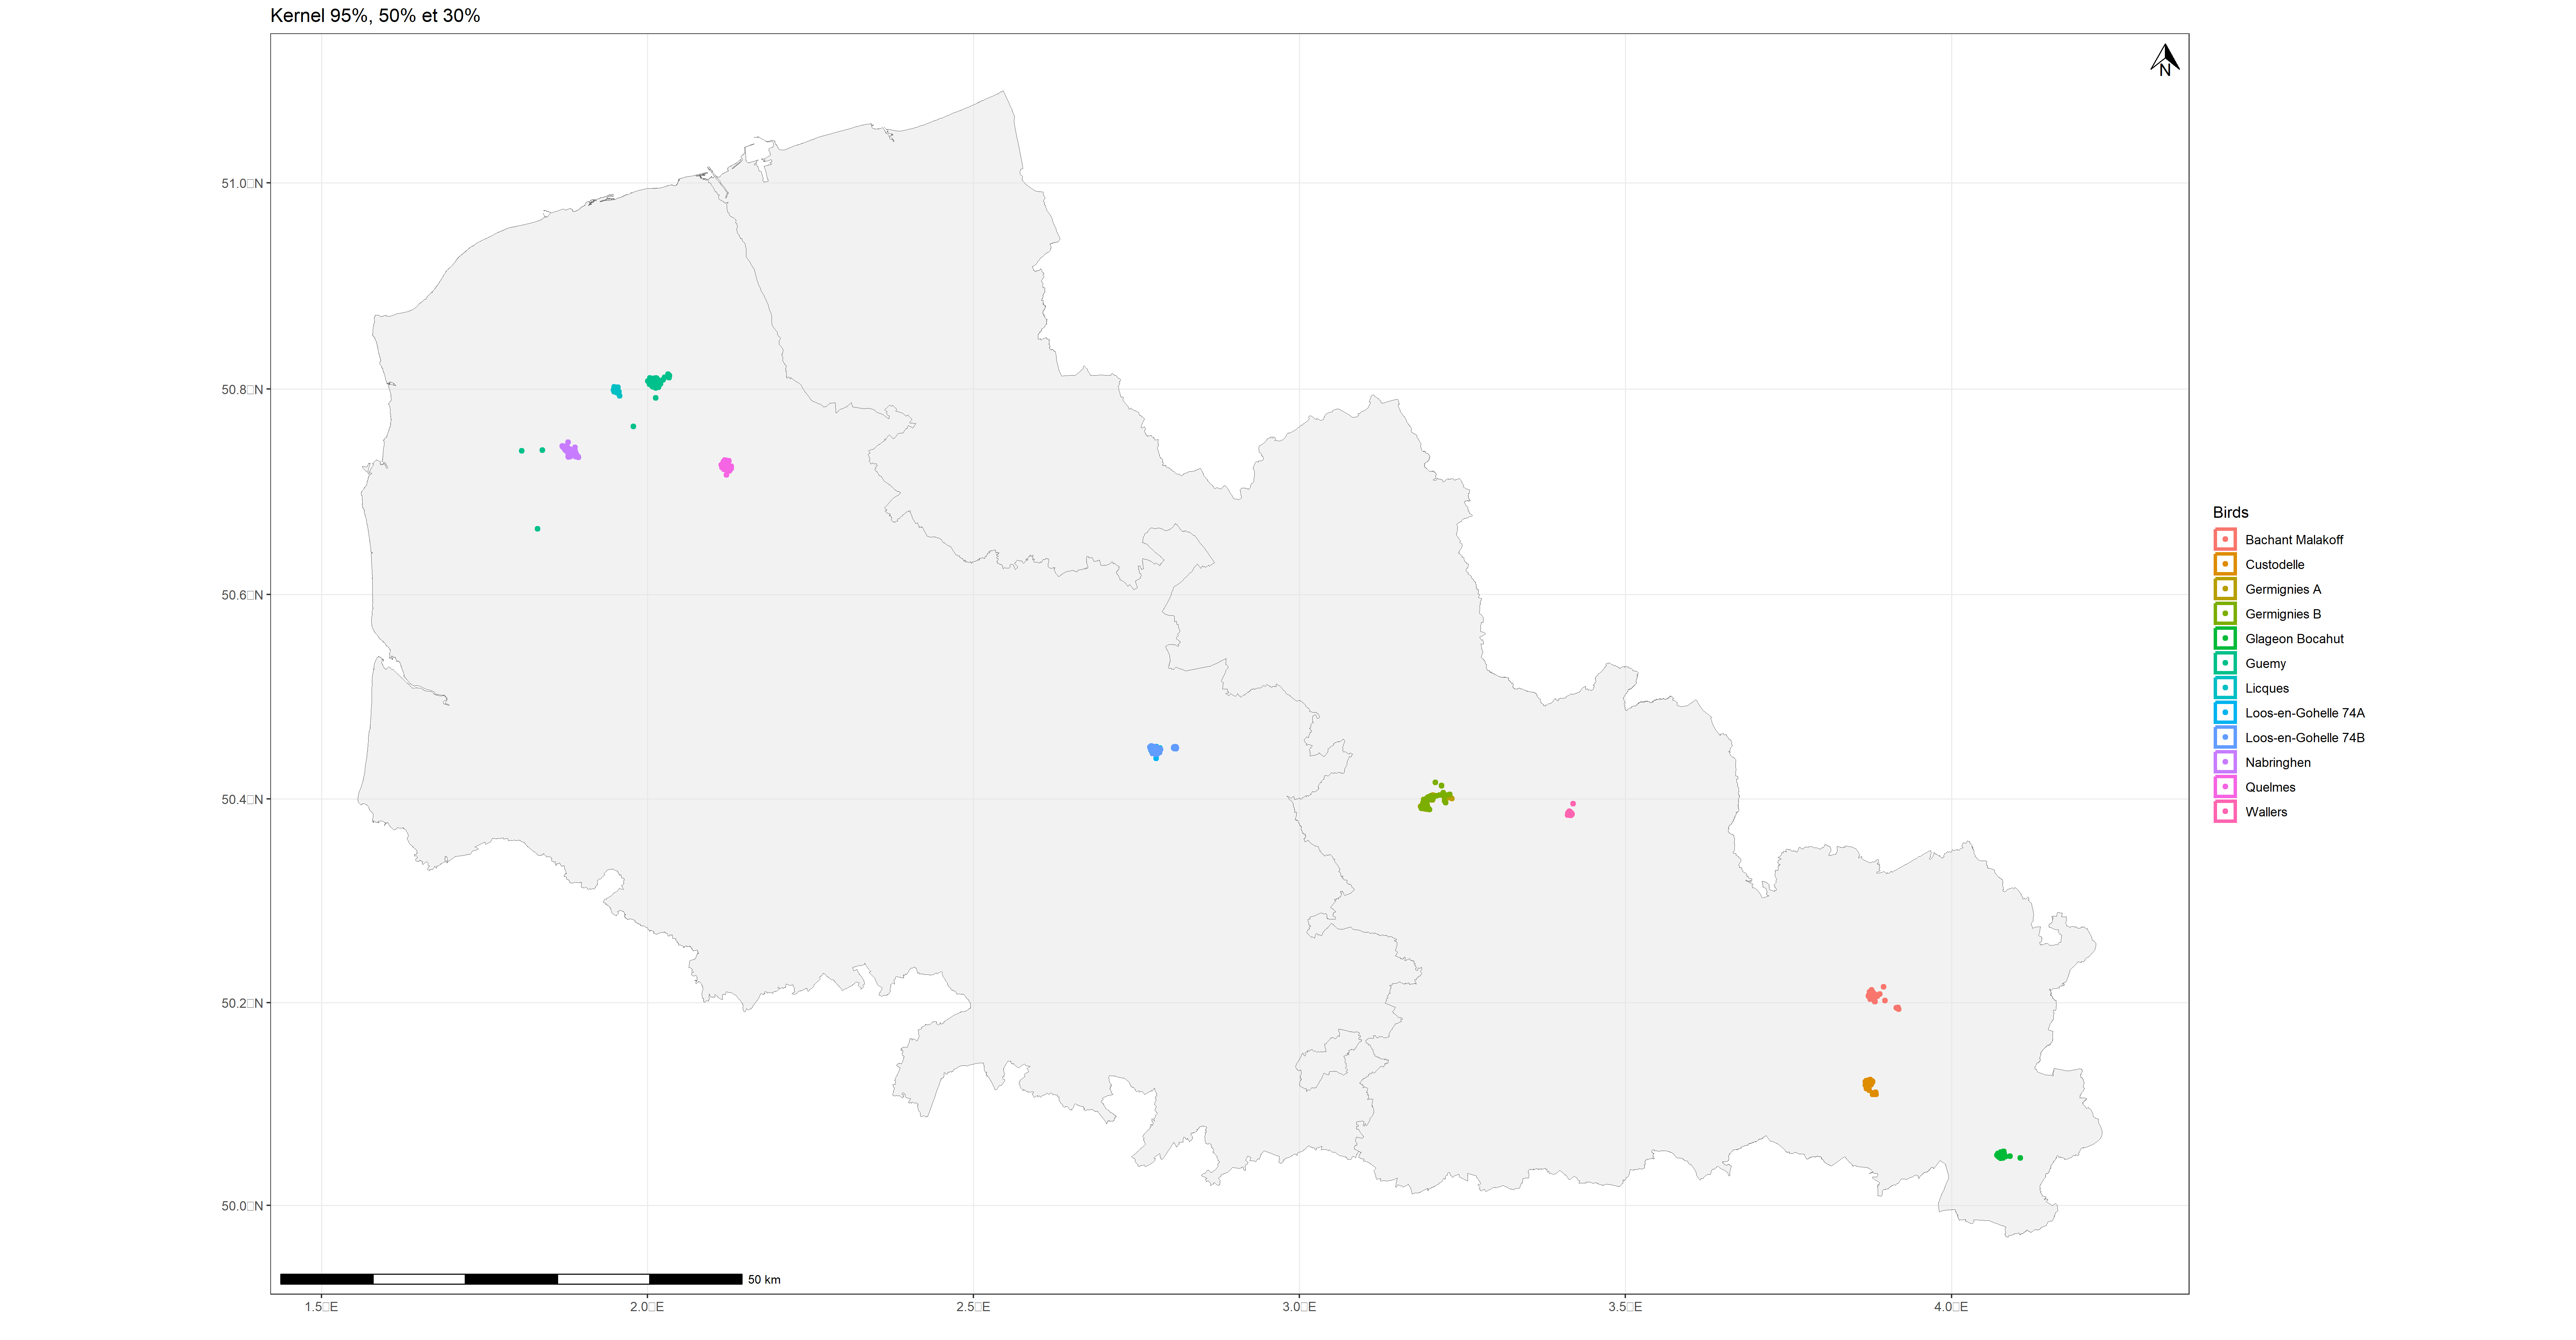 Kernel 95%, 50% et 30%
N
51.0□N
50.8□N
50.6□N
50.4□N
50.2□N
50.0□N
50 km
1.5□E
2.0□E
2.5□E
3.0□E
3.5□E
4.0□E
Birds
Bachant Malakoff
Custodelle
Germignies A
Germignies B
Glageon Bocahut
Guemy
Licques
Loos-en-Gohelle 74A
Loos-en-Gohelle 74B
Nabringhen
Quelmes
Wallers